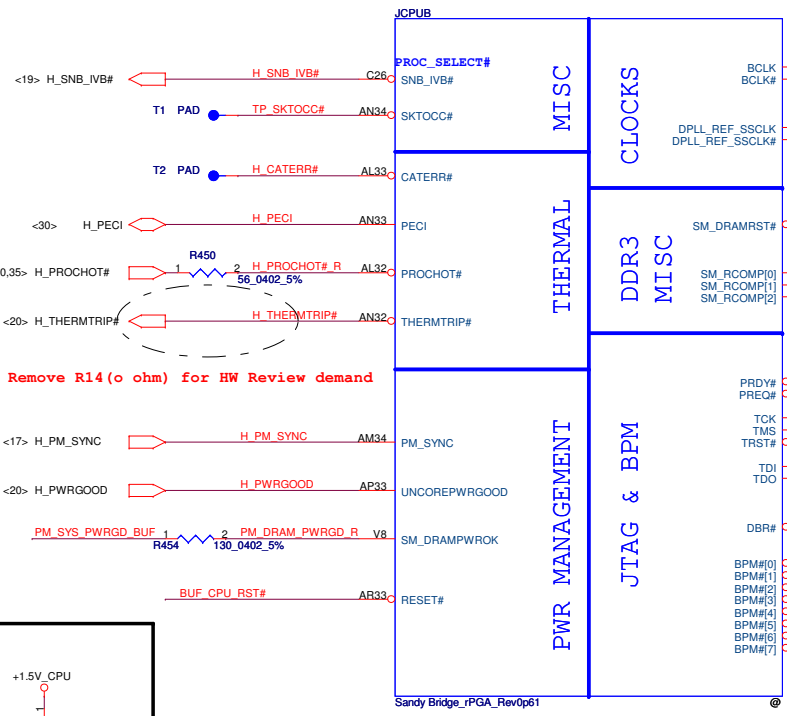 JCPUB
PROC_SELECT#
<19> H_SNB_IVB# H_SNB_IVB# C26 SNB_IVB#
T1 PAD TP_SKTOCC# AN34 SKTOCC#
MISC
T2 PAD H_CATERR# AL33 CATERR#
<30> H_PECI H_PECI AN33 PECI
R450
0,35> H_PROCHOT# 1 2 H_PROCHOT#_R AL32 PROCHOT#
56_0402_5%
<20> H_THERMTRIP# H_THERMTRIP# AN32 THERMTRIP#
THERMAL
Remove R14(o ohm) for HW Review demand
<17> H_PM_SYNC H_PM_SYNC AM34 PM_SYNC
<20> H_PWRGOOD H_PWRGOOD AP33 UNCOREPWRGOOD
PM_SYS_PWRGD_BUF 1 2 PM_DRAM_PWRGD_R V8 SM_DRAMPWROK
R454 130_0402_5%
BUF_CPU_RST# AR33 RESET#
PWR MANAGEMENT
CLOCKS
BCLK
BCLK#
DPLL_REF_SSCLK
DPLL_REF_SSCLK#
DDR3
MISC
SM_DRAMRST#
SM_RCOMP[0]
SM_RCOMP[1]
SM_RCOMP[2]
JTAG & BPM
PRDY#
PREQ#
TCK
TMS
TRST#
TDI
TDO
DBR#
BPM#[0]
BPM#[1]
BPM#[2]
BPM#[3]
BPM#[4]
BPM#[5]
BPM#[6]
BPM#[7]
+1.5V_CPU
1
Sandy Bridge_rPGA_Rev0p61 @